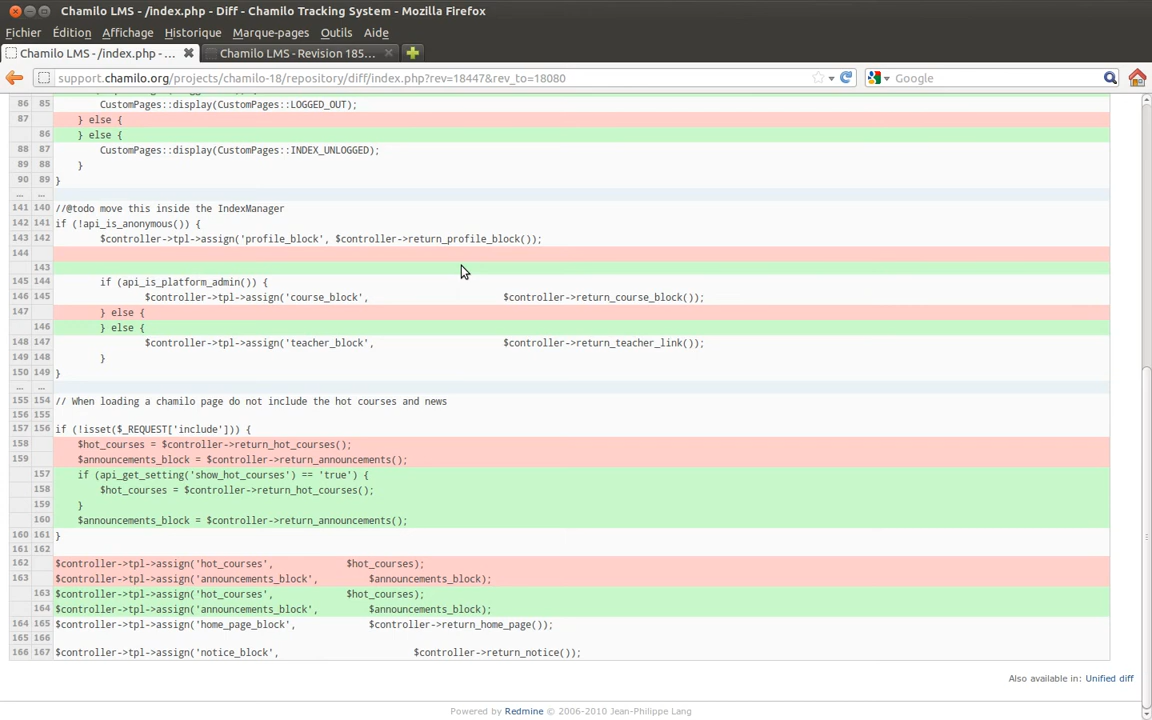 Chamilo LMS - /index.php - Diff - Chamilo Tracking System - Mozilla Firefox
Fichier Édition Affichage Historique Marque-pages Outils Aide
Chamilo LMS - /index.php - ... Chamilo LMS - Revision 185...
support.chamilo.org/projects/chamilo-18/repository/diff/index.php?rev=18447&rev_to=18080 Google
86 85 CustomPages::display(CustomPages::LOGGED_OUT);
87 } else {
86 } else {
88 87 CustomPages::display(CustomPages::INDEX_UNLOGGED);
89 88 }
90 89 }
... ...
141 140 //@todo move this inside the IndexManager
142 141 if (!api_is_anonymous()) {
143 142 $controller->tpl->assign('profile_block', $controller->return_profile_block());
144
143
145 144 if (api_is_platform_admin()) {
146 145 $controller->tpl->assign('course_block', $controller->return_course_block());
147 } else {
146 } else {
148 147 $controller->tpl->assign('teacher_block', $controller->return_teacher_link());
149 148 }
150 149 }
... ...
155 154 // When loading a chamilo page do not include the hot courses and news
156 155
157 156 if (!isset($_REQUEST['include'])) {
158 $hot_courses = $controller->return_hot_courses();
159 $announcements_block = $controller->return_announcements();
157 if (api_get_setting('show_hot_courses') == 'true') {
158 $hot_courses = $controller->return_hot_courses();
159 }
160 $announcements_block = $controller->return_announcements();
160 161 }
161 162
162 $controller->tpl->assign('hot_courses', $hot_courses);
163 $controller->tpl->assign('announcements_block', $announcements_block);
163 $controller->tpl->assign('hot_courses', $hot_courses);
164 $controller->tpl->assign('announcements_block', $announcements_block);
164 165 $controller->tpl->assign('home_page_block', $controller->return_home_page());
165 166
166 167 $controller->tpl->assign('notice_block', $controller->return_notice());
Also available in: Unified diff
Powered by Redmine © 2006-2010 Jean-Philippe Lang